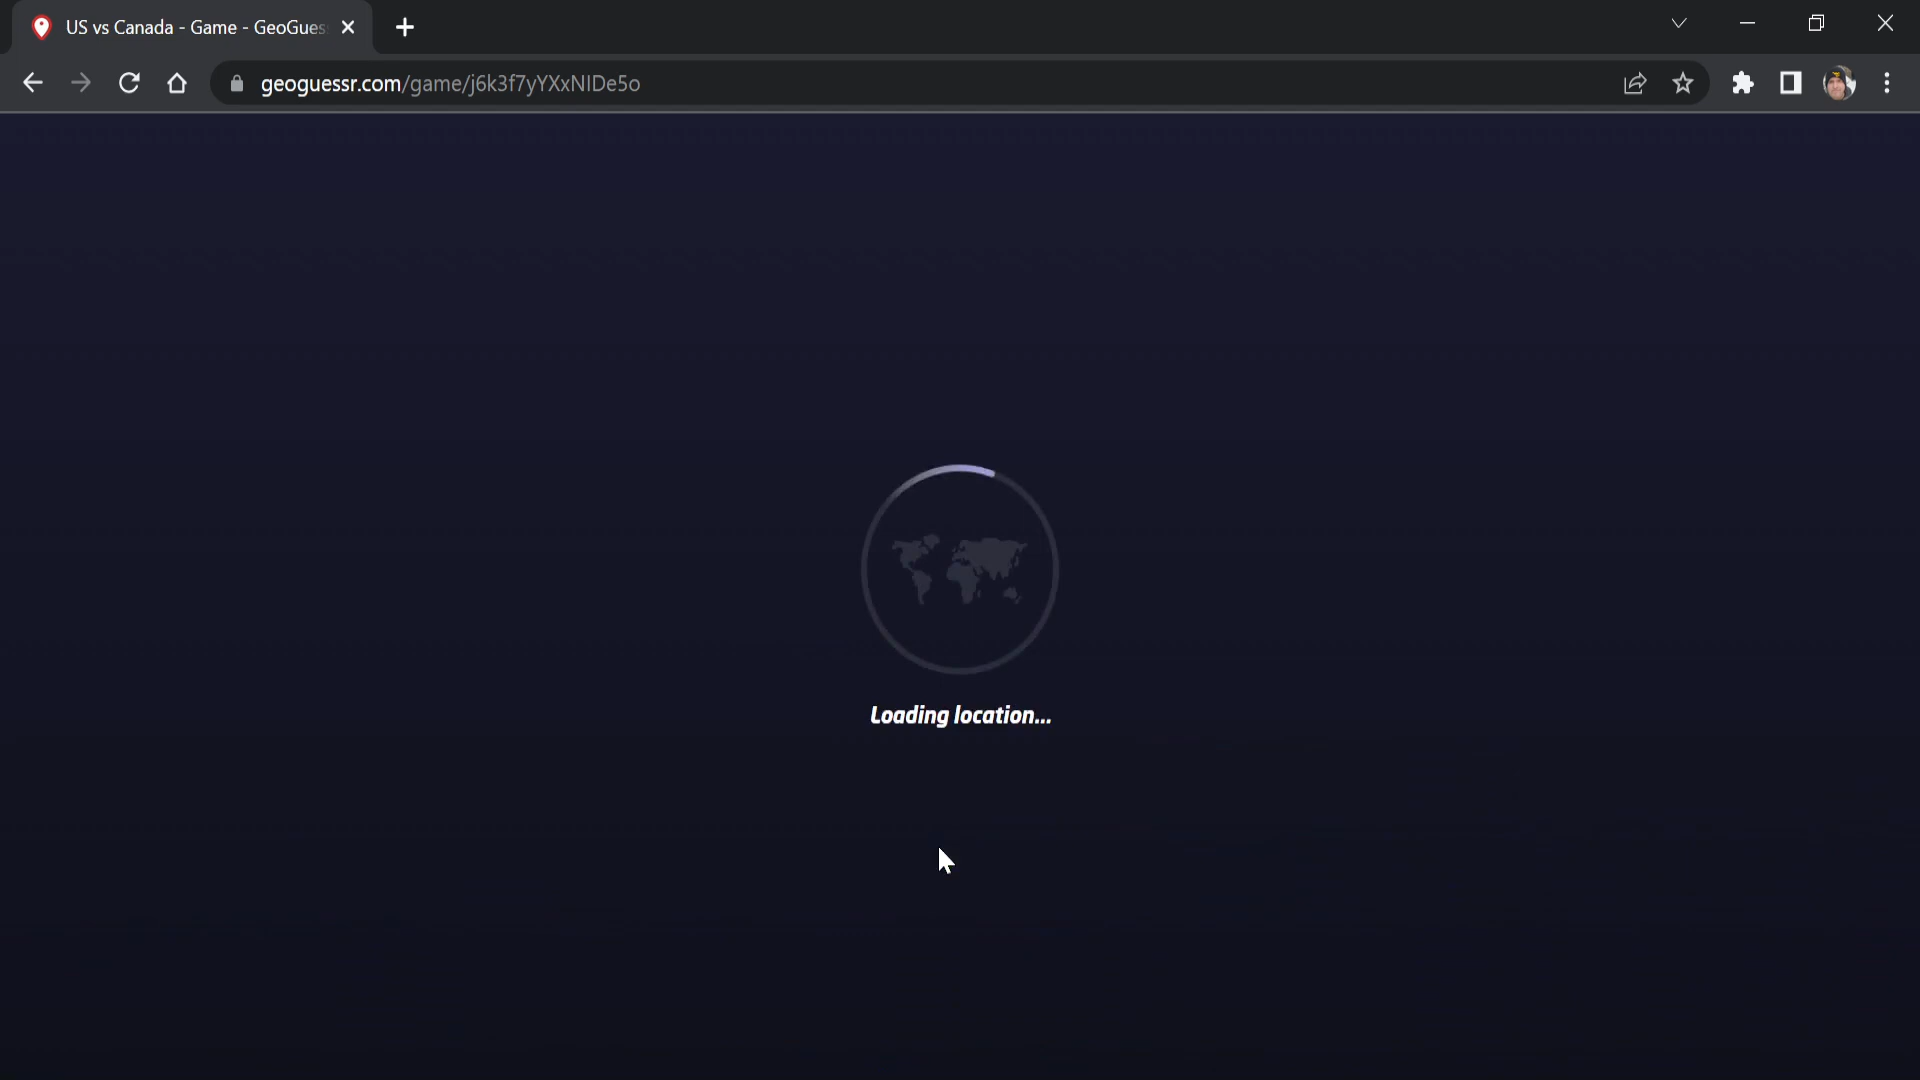 US vs Canada - Game - GeoGues
geoguessr.com/game/j6k3f7yYXxNIDe5o
Loading location...